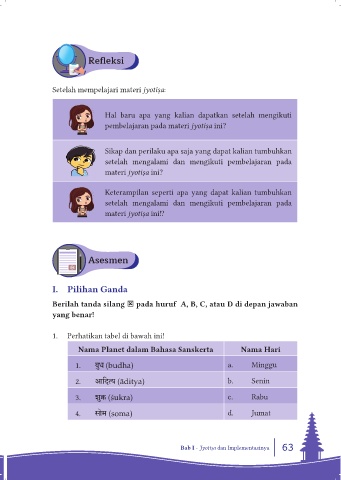 Refleksi
Setelah mempelajari materi jyotiṣa:
Hal baru apa yang kalian dapatkan setelah mengikuti
pembelajaran pada materi jyotiṣa ini?
Sikap dan perilaku apa saja yang dapat kalian tumbuhkan
setelah mengalami dan mengikuti pembelajaran pada
materi jyotiṣa ini?
Keterampilan seperti apa yang dapat kalian tumbuhkan
setelah mengalami dan mengikuti pembelajaran pada
materi jyotiṣa ini!?
Asesmen
I. Pilihan Ganda
Berilah tanda silang ☒ pada huruf A, B, C, atau D di depan jawaban
yang benar!
1. Perhatikan tabel di bawah ini!
Nama Planet dalam Bahasa Sanskerta Nama Hari
1. बुध (budha) a. Minggu
2. आदित्य (āditya) b. Senin
3. शुक्र (śukra) c. Rabu
4. सोम (soma) d. Jumat
Bab I - Jyotiṣa dan Implementasinya 63